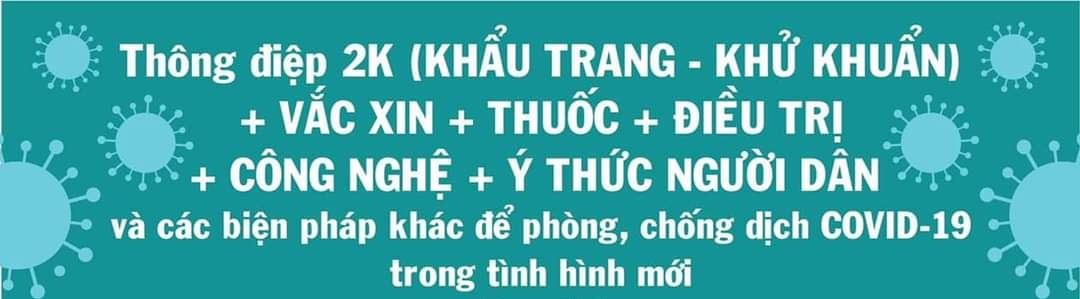 Thông điệp 2K (KHẨU TRANG - KHỬ KHUẨN)
+ VẮC XIN + THUỐC + ĐIỀU TRỊ
+ CÔNG NGHỆ + Ý THỨC NGƯỜI DÂN
và các biện pháp khác để phòng, chống dịch COVID-19
trong tình hình mới